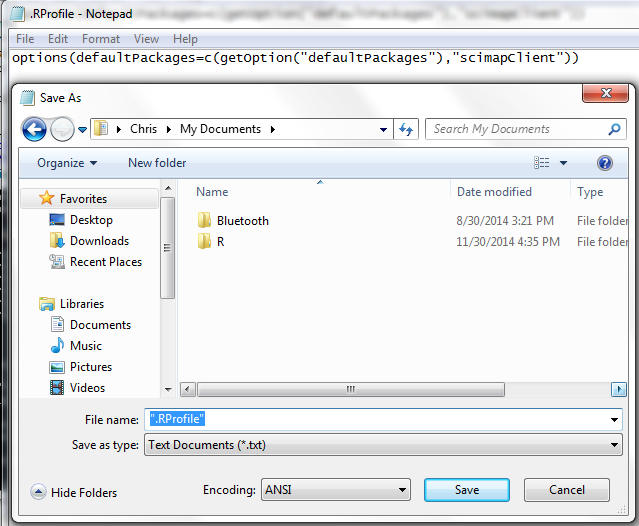 .RProfile - Notepad
File Edit Format View Help
options(defaultPackages=c(getOption("defaultPackages"),"scimapClient"))
Save As
Chris My Documents
Search My Documents
Organize New folder
Name Date modified Type
Favorites
Desktop
Downloads
Recent Places
Libraries
Documents
Music
Pictures
Videos
Bluetooth 8/30/2014 3:21 PM File folder
R 11/30/2014 4:35 PM File folder
File name: ".RProfile"
Save as type: Text Documents (*.txt)
Hide Folders Encoding: ANSI Save Cancel